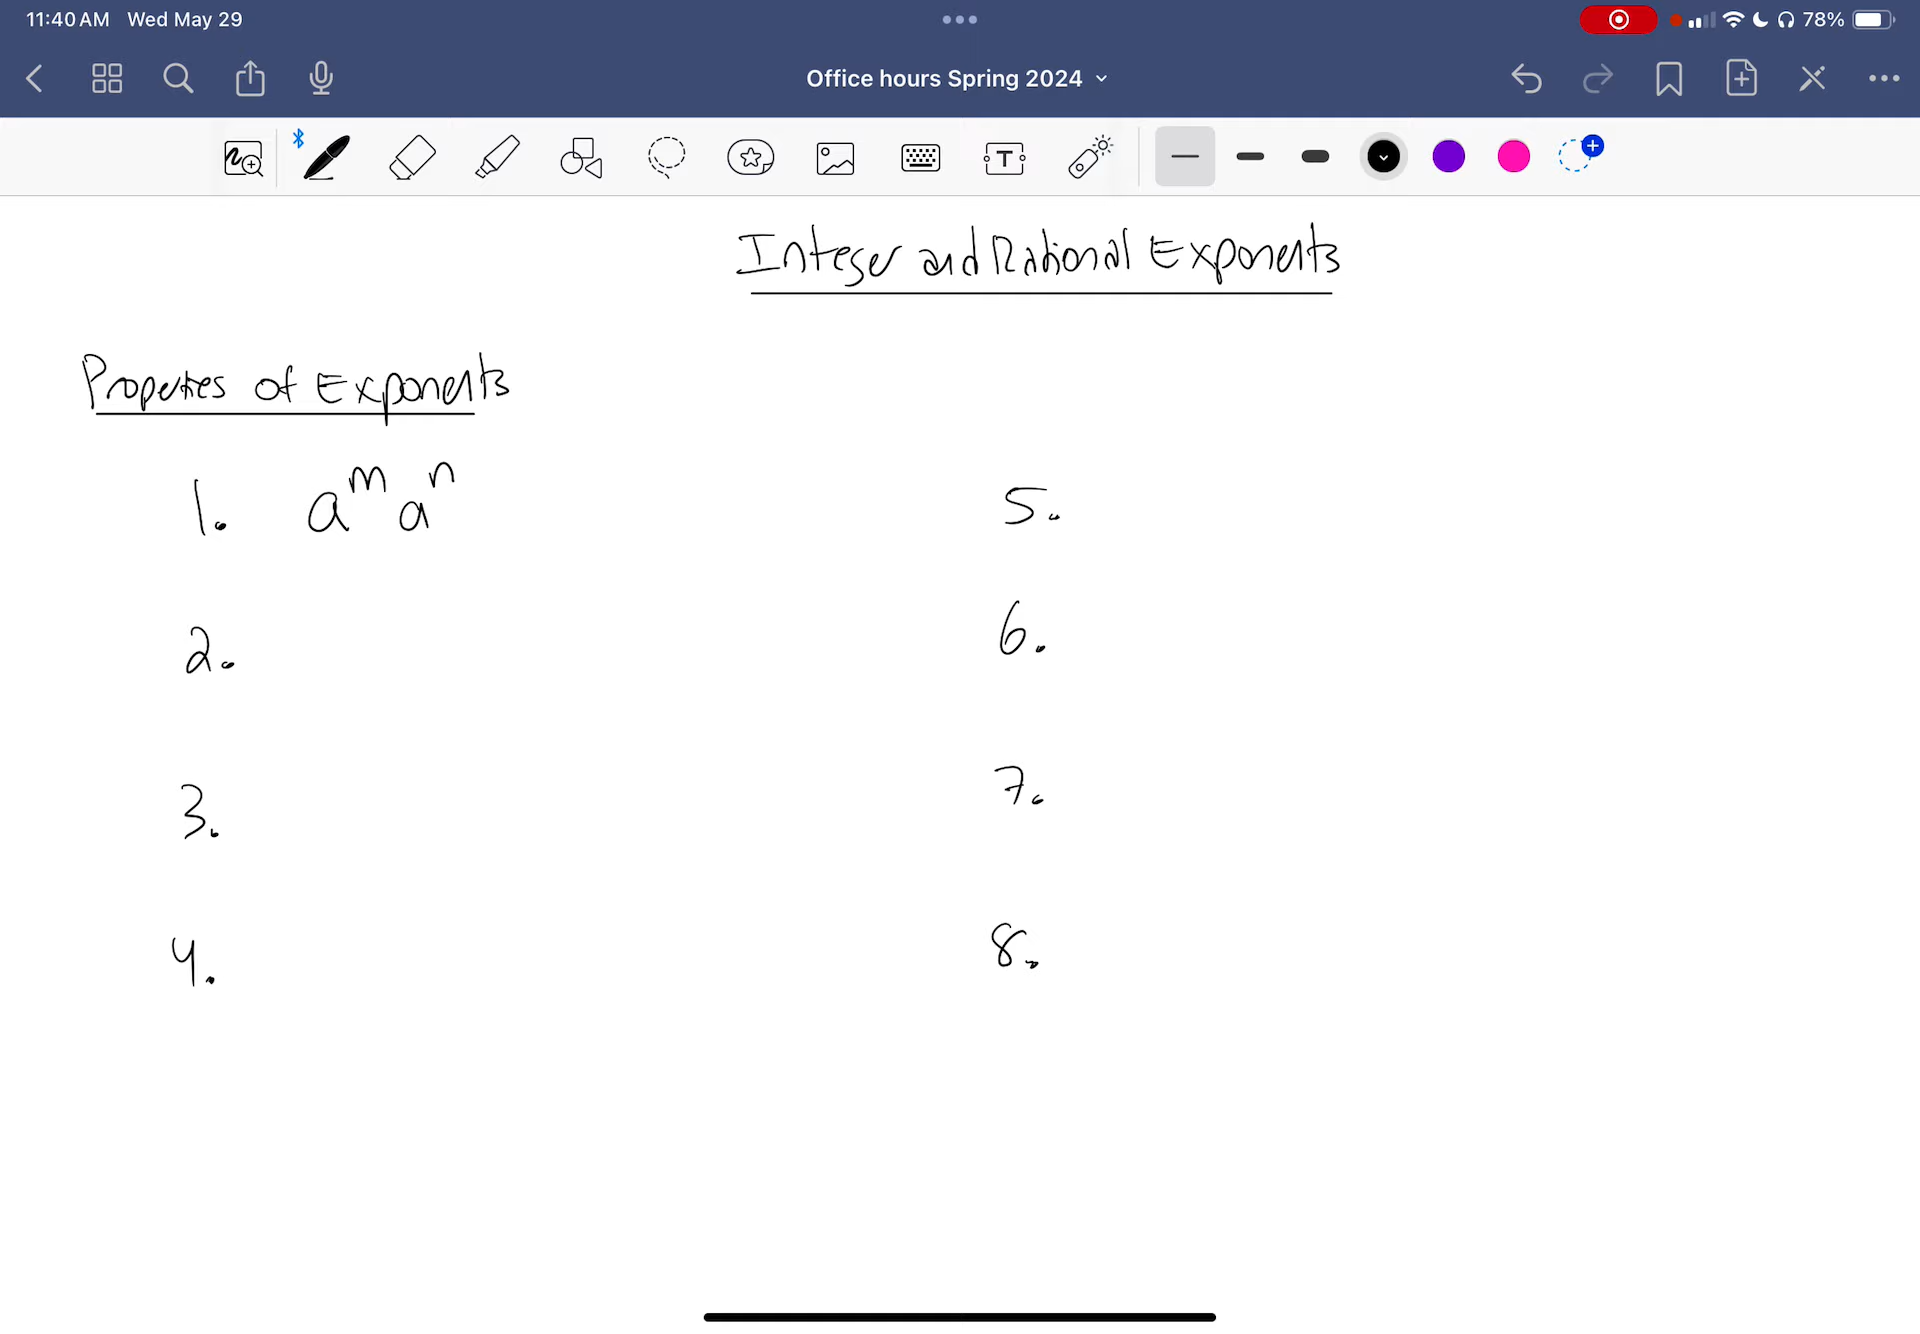 11:40 AM Wed May 29
78%
Office hours Spring 2024
Integer and Rational Exponents
Properties of Exponents
1. a^m a^n
5.
2.
6.
3.
7.
4.
8.